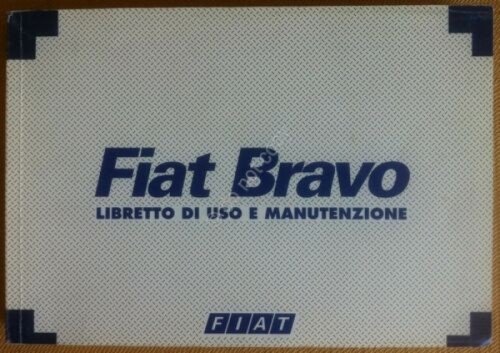 Fiat Bravo
LIBRETTO DI USO E MANUTENZIONE
FIAT